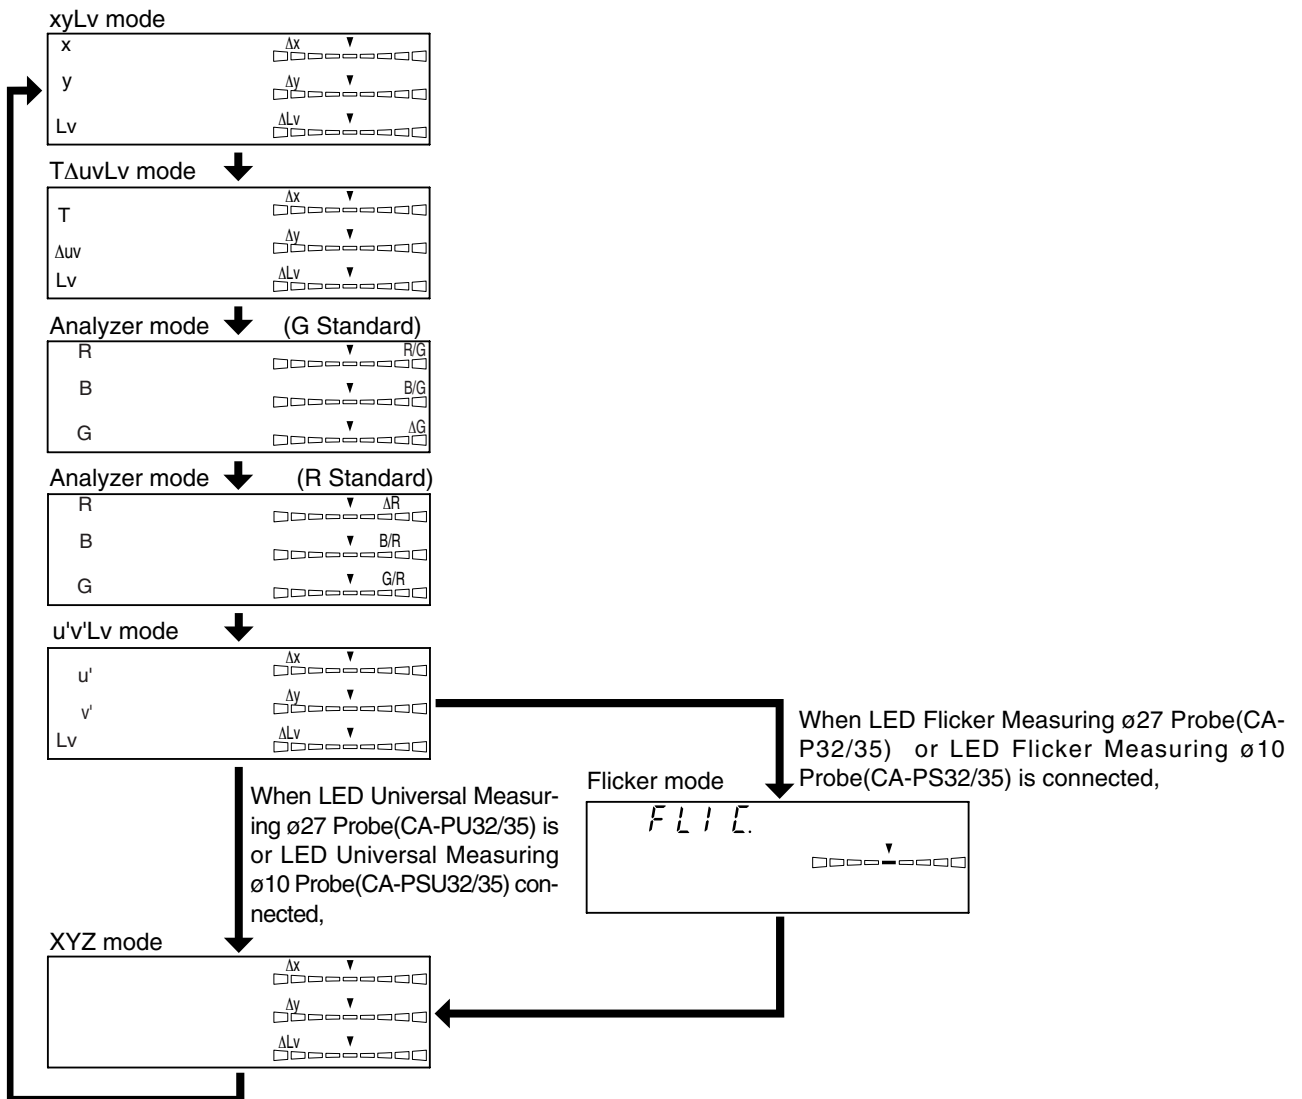 xyLv mode
x Δx
y Δy
Lv ΔLv
TΔuvLv mode
T Δx
Δuv Δy
Lv ΔLv
Analyzer mode (G Standard)
R R/G
B B/G
G ΔG
Analyzer mode (R Standard)
R ΔR
B B/R
G G/R
u'v'Lv mode
u' Δx
v' Δy
Lv ΔLv
When LED Flicker Measuring ø27 Probe(CA-
P32/35) or LED Flicker Measuring ø10
Probe(CA-PS32/35) is connected,
Flicker mode
FLIC.
When LED Universal Measur-
ing ø27 Probe(CA-PU32/35) is
or LED Universal Measuring
ø10 Probe(CA-PSU32/35) con-
nected,
XYZ mode
Δx
Δy
ΔLv